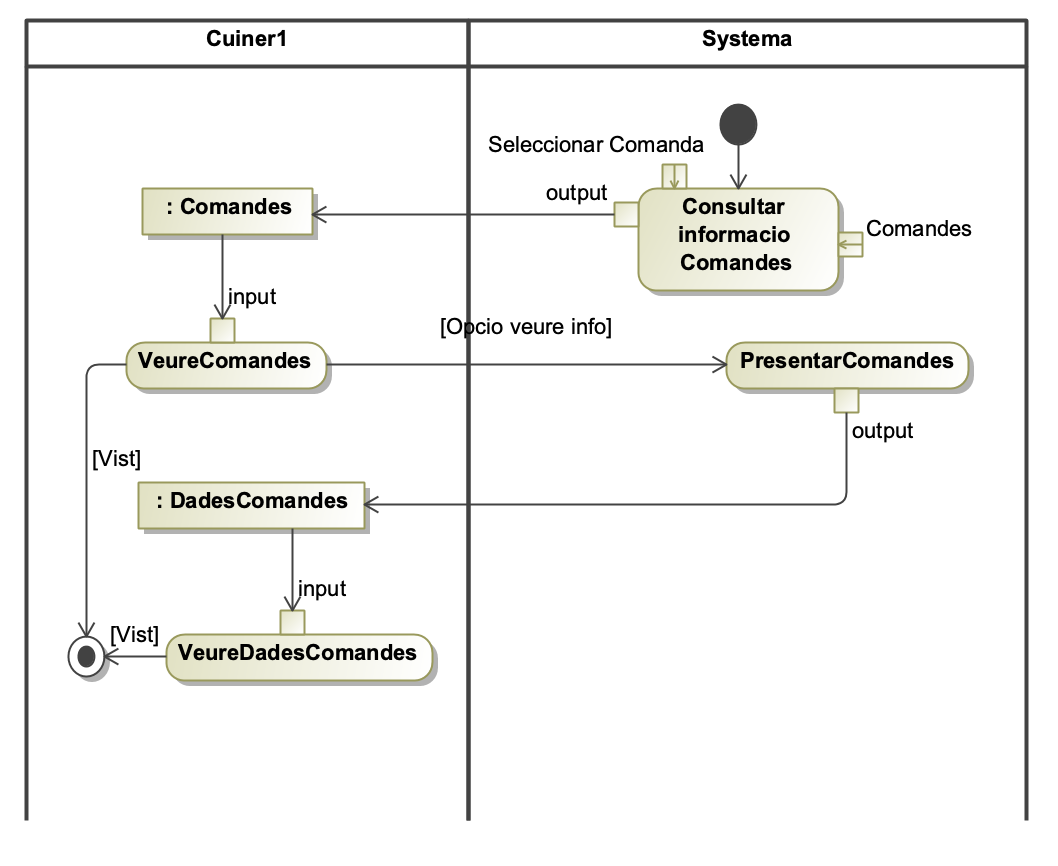 Cuiner1
Systema
Seleccionar Comanda
output
: Comandes
Consultar
informacio
Comandes
Comandes
input
[Opcio veure info]
VeureComandes
PresentarComandes
output
[Vist]
: DadesComandes
input
[Vist]
VeureDadesComandes